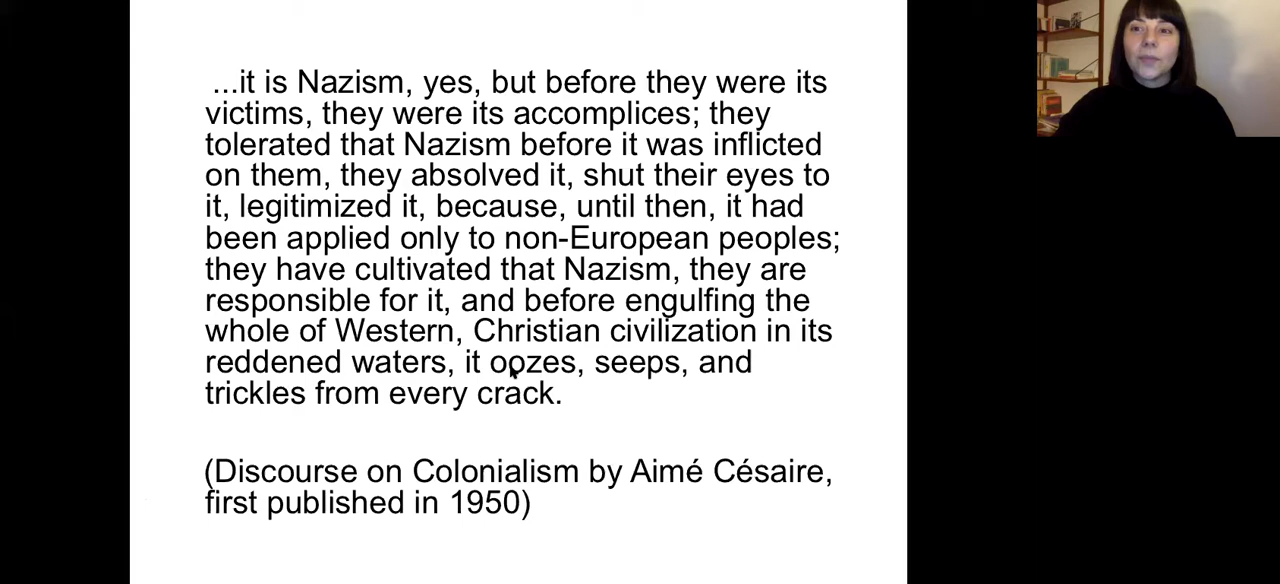 ...it is Nazism, yes, but before they were its
victims, they were its accomplices; they
tolerated that Nazism before it was inflicted
on them, they absolved it, shut their eyes to
it, legitimized it, because, until then, it had
been applied only to non-European peoples;
they have cultivated that Nazism, they are
responsible for it, and before engulfing the
whole of Western, Christian civilization in its
reddened waters, it oozes, seeps, and
trickles from every crack.
(Discourse on Colonialism by Aimé Césaire,
first published in 1950)